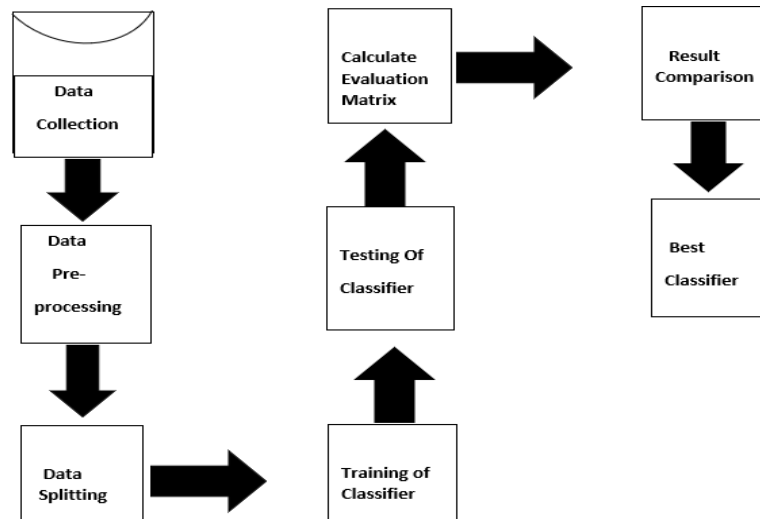 Data
Collection
Data
Pre-
processing
Data
Splitting
Training of
Classifier
Testing Of
Classifier
Calculate
Evaluation
Matrix
Result
Comparison
Best
Classifier